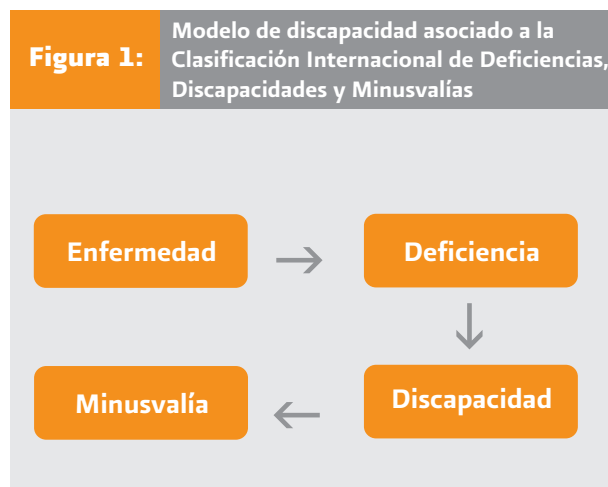 Figura 1:
Modelo de discapacidad asociado a la
Clasificación Internacional de Deficiencias,
Discapacidades y Minusvalías
Enfermedad → Deficiencia
↓
Minusvalía ← Discapacidad